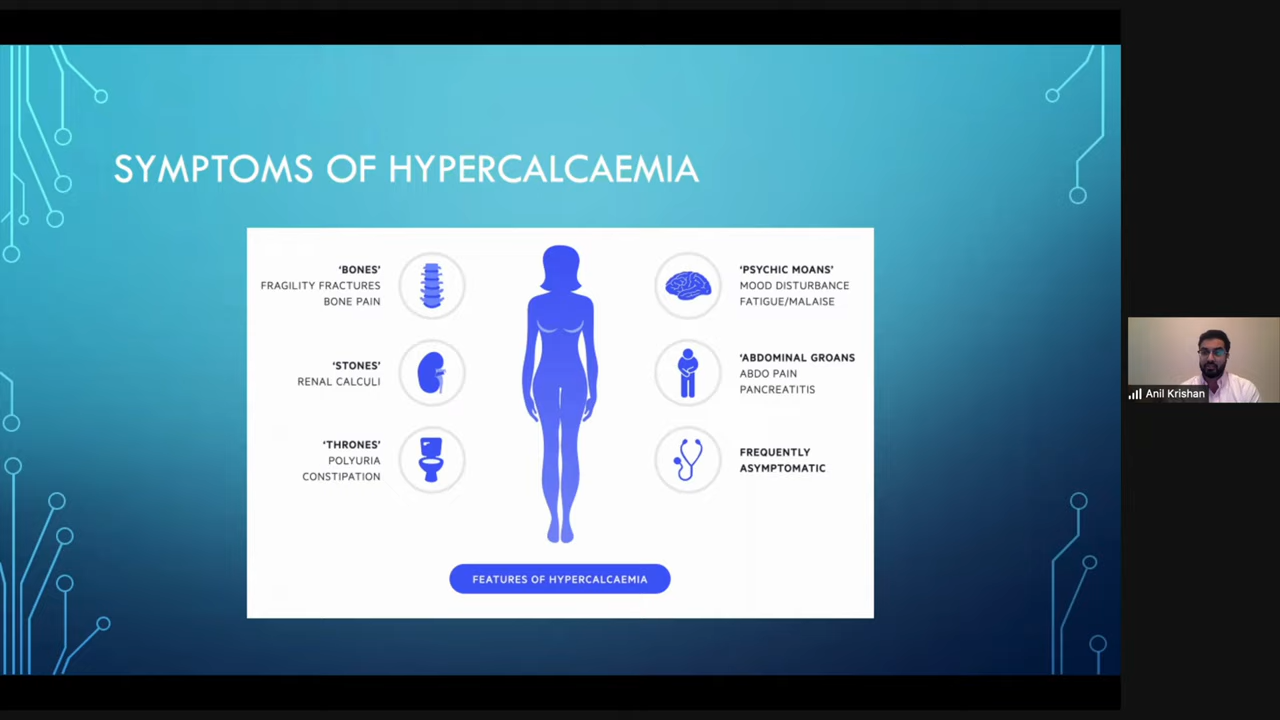 SYMPTOMS OF HYPERCALCAEMIA
‘BONES’
FRAGILITY FRACTURES
BONE PAIN
‘STONES’
RENAL CALCULI
‘THRONES’
POLYURIA
CONSTIPATION
‘PSYCHIC MOANS’
MOOD DISTURBANCE
FATIGUE/MALAISE
‘ABDOMINAL GROANS
ABDO PAIN
PANCREATITIS
FREQUENTLY
ASYMPTOMATIC
FEATURES OF HYPERCALCAEMIA
Anil Krishan